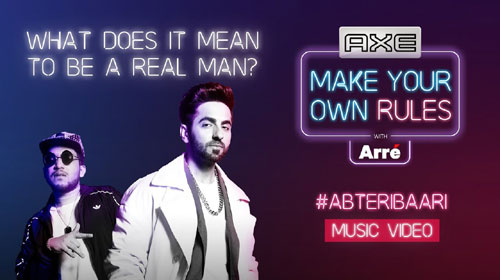 WHAT DOES IT MEAN
TO BE A REAL MAN?
AXE
MAKE YOUR
OWN RULES
WITH
Arré
#ABTERIBAARI
MUSIC VIDEO